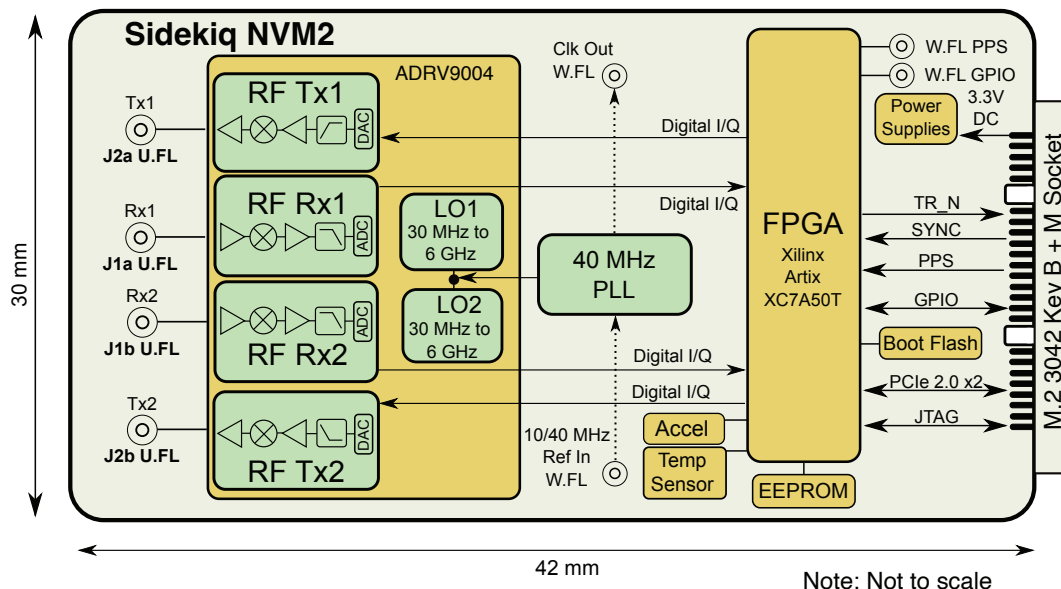 Sidekiq NVM2
ADRV9004
Clk Out
W.FL
W.FL PPS
W.FL GPIO
3.3V
DC
Power
Supplies
Tx1
J2a U.FL
RF Tx1
DAC
Digital I/Q
Rx1
J1a U.FL
RF Rx1
ADC
Digital I/Q
LO1
30 MHz to
6 GHz
40 MHz
PLL
LO2
30 MHz to
6 GHz
Rx2
J1b U.FL
ADC
RF Rx2
Digital I/Q
Tx2
J2b U.FL
DAC
RF Tx2
Digital I/Q
10/40 MHz
Ref In
W.FL
FPGA
Xilinx
Artix
XC7A50T
TR_N
SYNC
PPS
GPIO
Boot Flash
PCIe 2.0 x2
JTAG
Accel
Temp
Sensor
EEPROM
M.2 3042 Key B + M Socket
30 mm
42 mm
Note: Not to scale